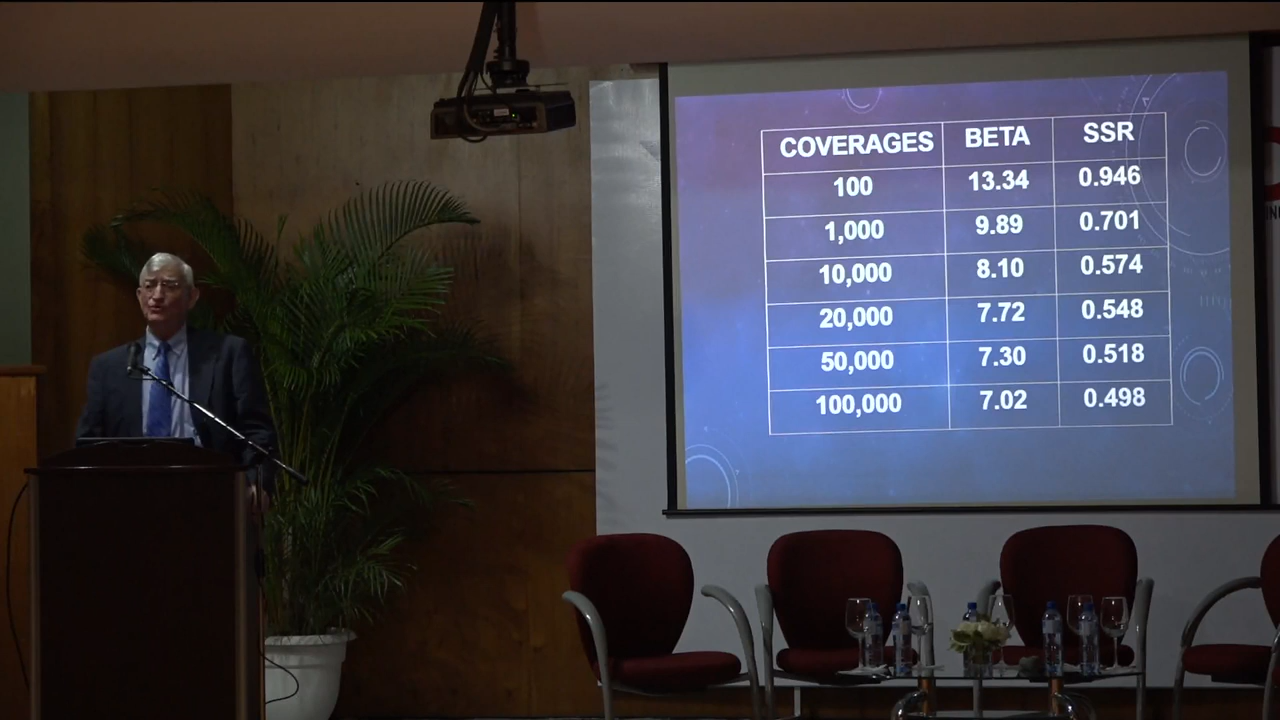 COVERAGES BETA SSR
100 13.34 0.946
1,000 9.89 0.701
10,000 8.10 0.574
20,000 7.72 0.548
50,000 7.30 0.518
100,000 7.02 0.498